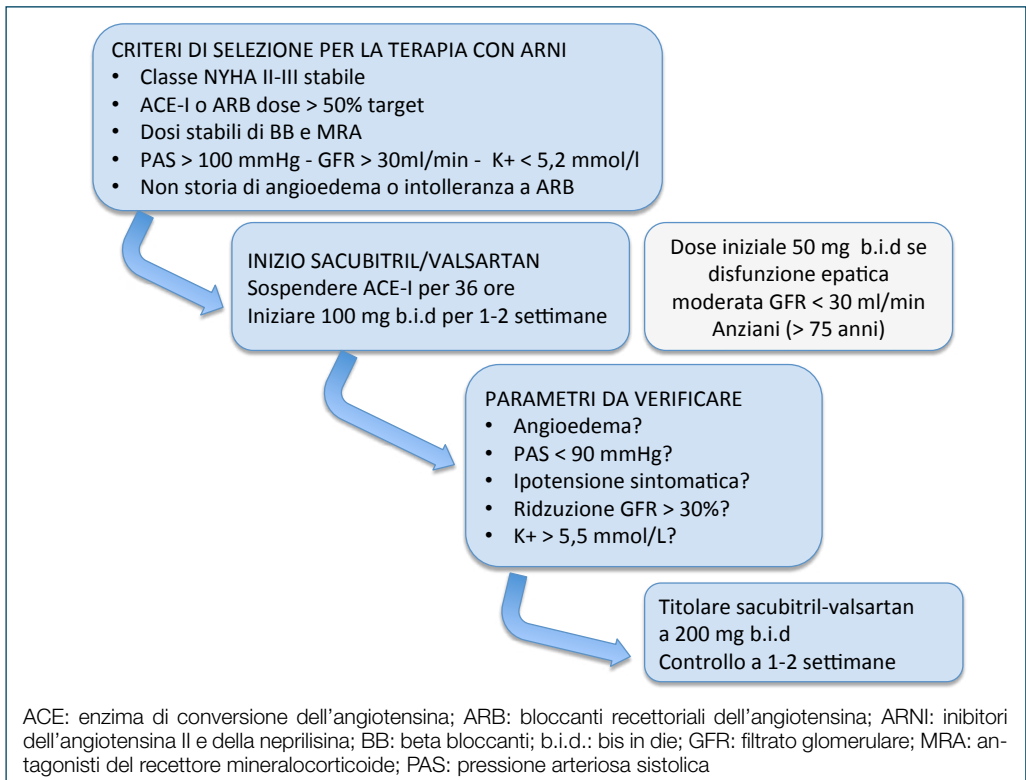 CRITERI DI SELEZIONE PER LA TERAPIA CON ARNI
• Classe NYHA II-III stabile
• ACE-I o ARB dose > 50% target
• Dosi stabili di BB e MRA
• PAS > 100 mmHg - GFR > 30ml/min - K+ < 5,2 mmol/l
• Non storia di angioedema o intolleranza a ARB
INIZIO SACUBITRIL/VALSARTAN
Sospendere ACE-I per 36 ore
Iniziare 100 mg b.i.d per 1-2 settimane
Dose iniziale 50 mg b.i.d se
disfunzione epatica
moderata GFR < 30 ml/min
Anziani (> 75 anni)
PARAMETRI DA VERIFICARE
• Angioedema?
• PAS < 90 mmHg?
• Ipotensione sintomatica?
• Ridzuzione GFR > 30%?
• K+ > 5,5 mmol/L?
Titolare sacubitril-valsartan
a 200 mg b.i.d
Controllo a 1-2 settimane
ACE: enzima di conversione dell'angiotensina; ARB: bloccanti recettoriali dell'angiotensina; ARNI: inibitori
dell'angiotensina II e della neprilisina; BB: beta bloccanti; b.i.d.: bis in die; GFR: filtrato glomerulare; MRA: an-
tagonisti del recettore mineralocorticoide; PAS: pressione arteriosa sistolica